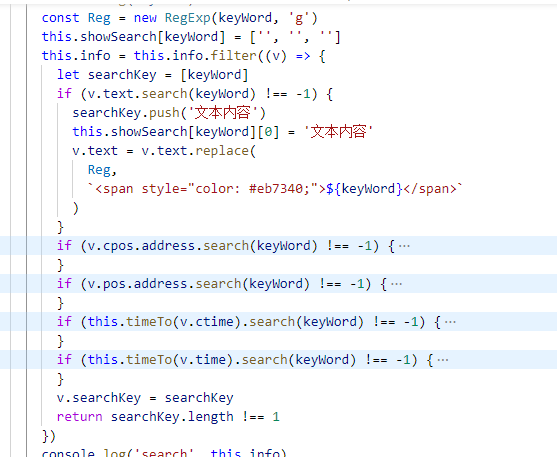 const Reg = new RegExp(keyWord, 'g')
this.showSearch[keyWord] = ['', '', '']
this.info = this.info.filter((v) => {
let searchKey = [keyWord]
if (v.text.search(keyWord) !== -1) {
searchKey.push('文本内容')
this.showSearch[keyWord][0] = '文本内容'
v.text = v.text.replace(
Reg,
`<span style="color: #eb7340;">${keyWord}</span>`
)
}
if (v.cpos.address.search(keyWord) !== -1) { ···
}
if (v.pos.address.search(keyWord) !== -1) { ···
}
if (this.timeTo(v.ctime).search(keyWord) !== -1) { ···
}
if (this.timeTo(v.time).search(keyWord) !== -1) { ···
}
v.searchKey = searchKey
return searchKey.length !== 1
})
console.log('search', this.info)